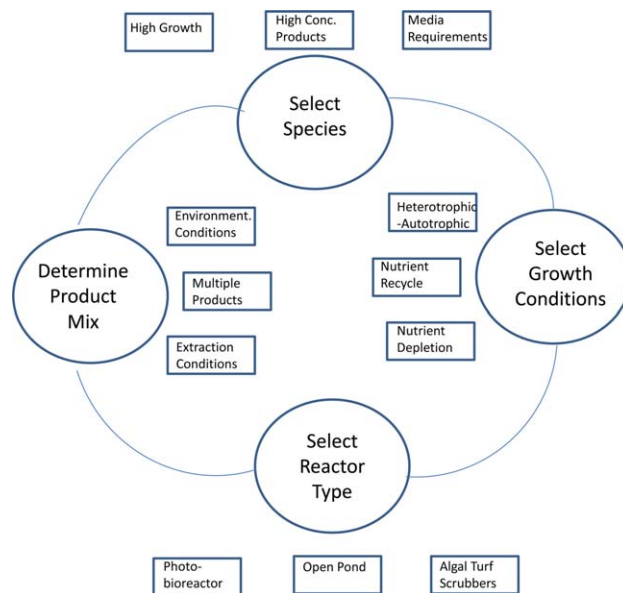 High Growth
High Conc.
Products
Media
Requirements
Select
Species
Environment.
Conditions
Heterotrophic
-Autotrophic
Determine
Product
Mix
Multiple
Products
Nutrient
Recycle
Select
Growth
Conditions
Extraction
Conditions
Nutrient
Depletion
Select
Reactor
Type
Photo-
bioreactor
Open Pond
Algal Turf
Scrubbers